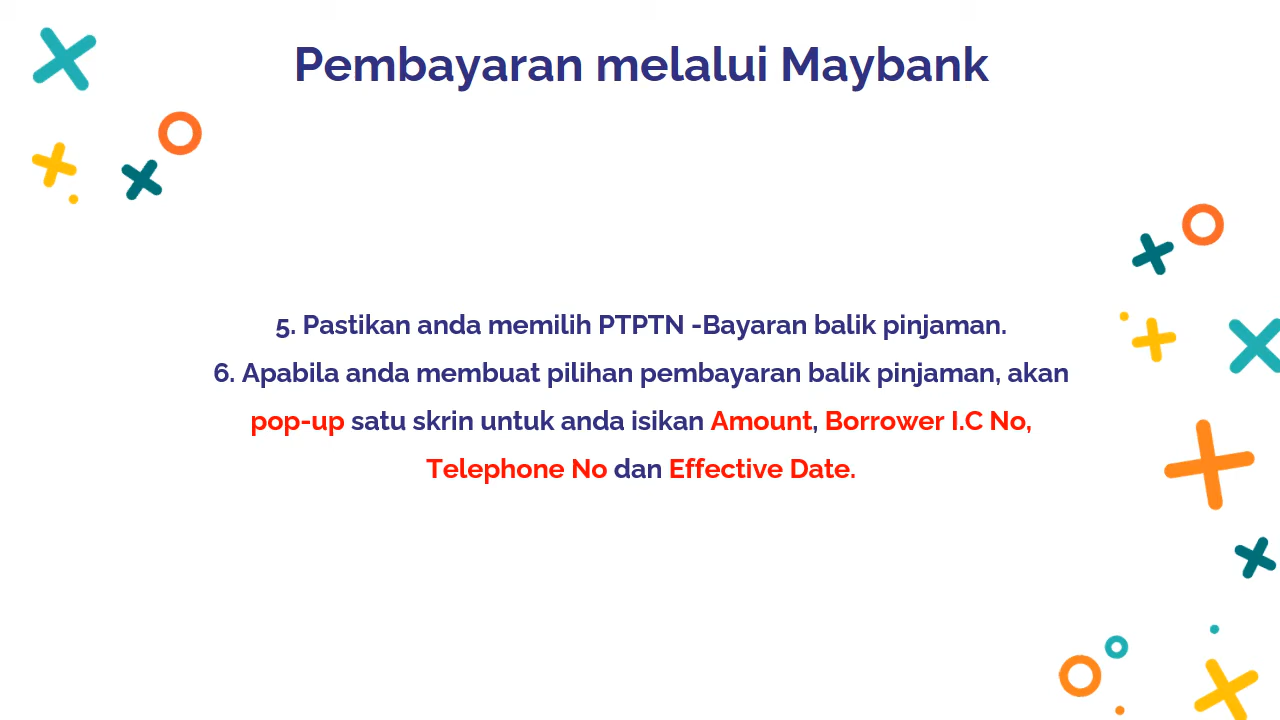 Pembayaran melalui Maybank
5. Pastikan anda memilih PTPTN -Bayaran balik pinjaman.
6. Apabila anda membuat pilihan pembayaran balik pinjaman, akan
pop-up satu skrin untuk anda isikan Amount, Borrower I.C No,
Telephone No dan Effective Date.